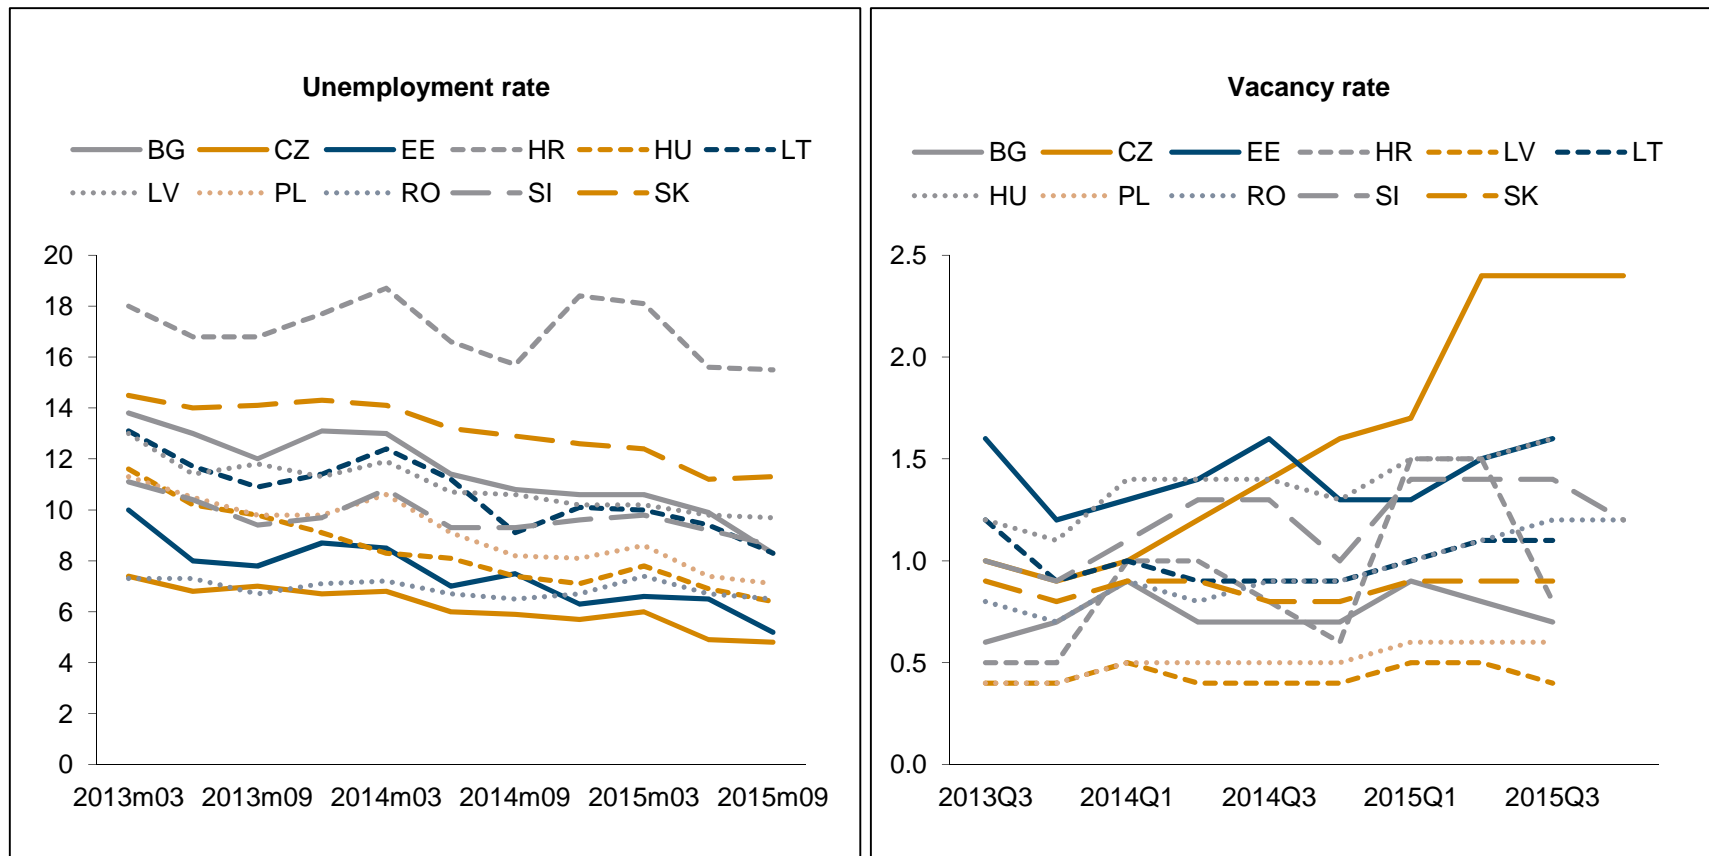 Unemployment rate
BG CZ EE HR HU LT
LV PL RO SI SK
20
18
16
14
12
10
8
6
4
2
0
2013m03 2013m09 2014m03 2014m09 2015m03 2015m09
Vacancy rate
BG CZ EE HR LV LT
HU PL RO SI SK
2.5
2.0
1.5
1.0
0.5
0.0
2013Q3 2014Q1 2014Q3 2015Q1 2015Q3